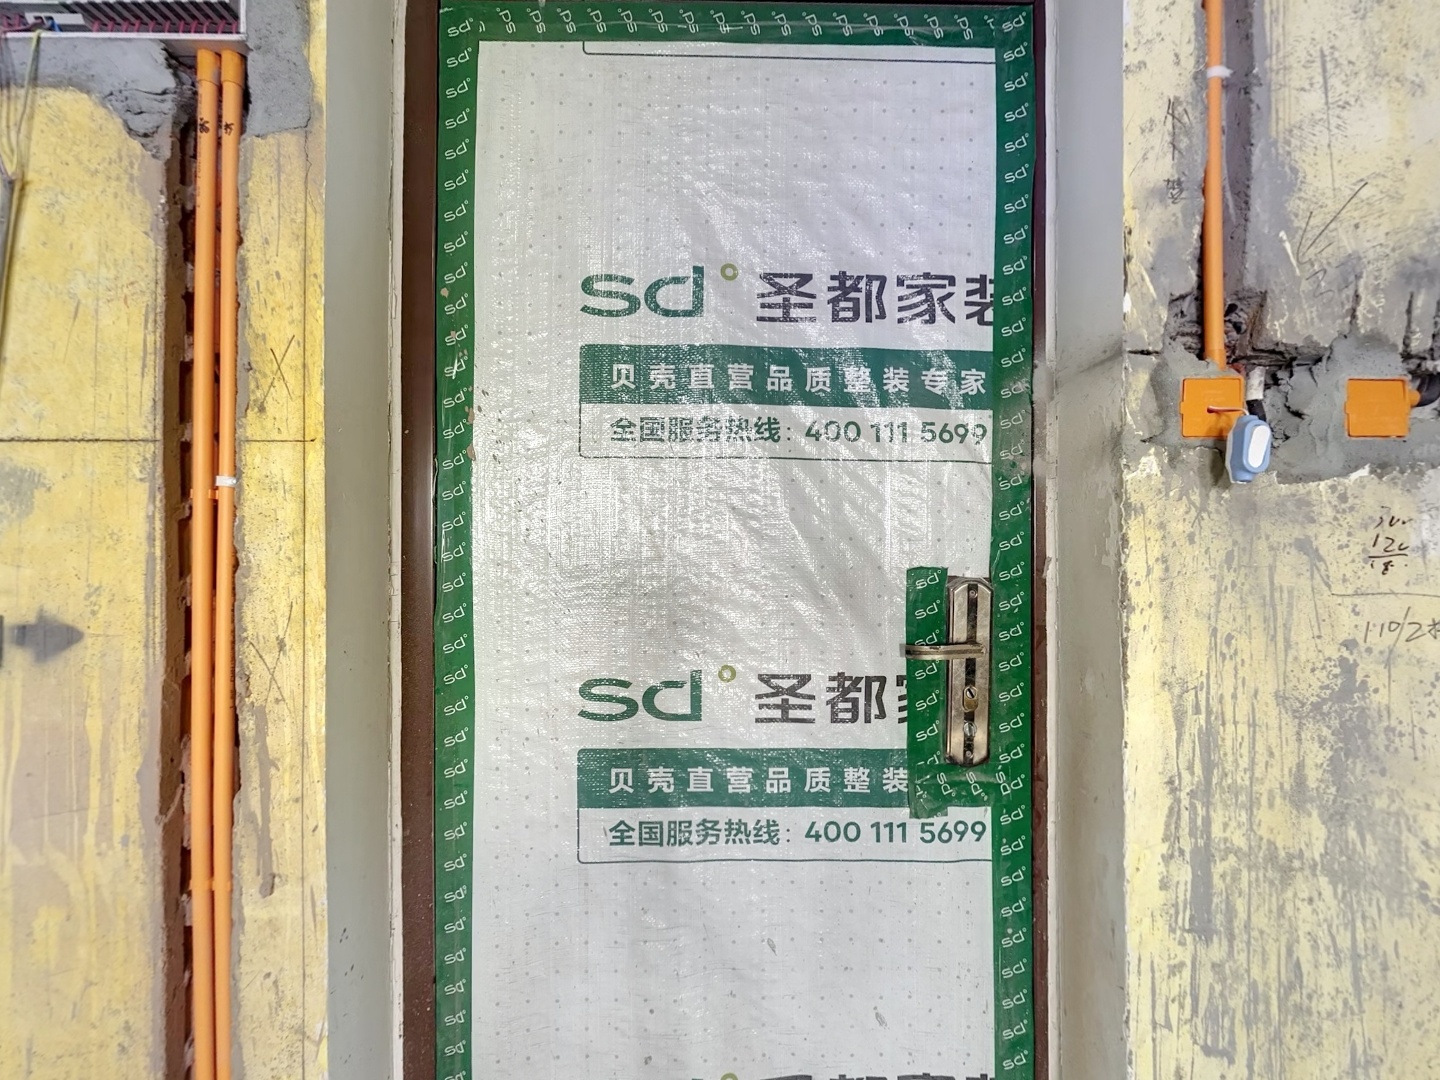 sd° 圣都家装
贝壳直营品质整装专家
全国服务热线：400 111 5699
sd° 圣都家
贝壳直营品质整装
全国服务热线：400 111 5699
sd°